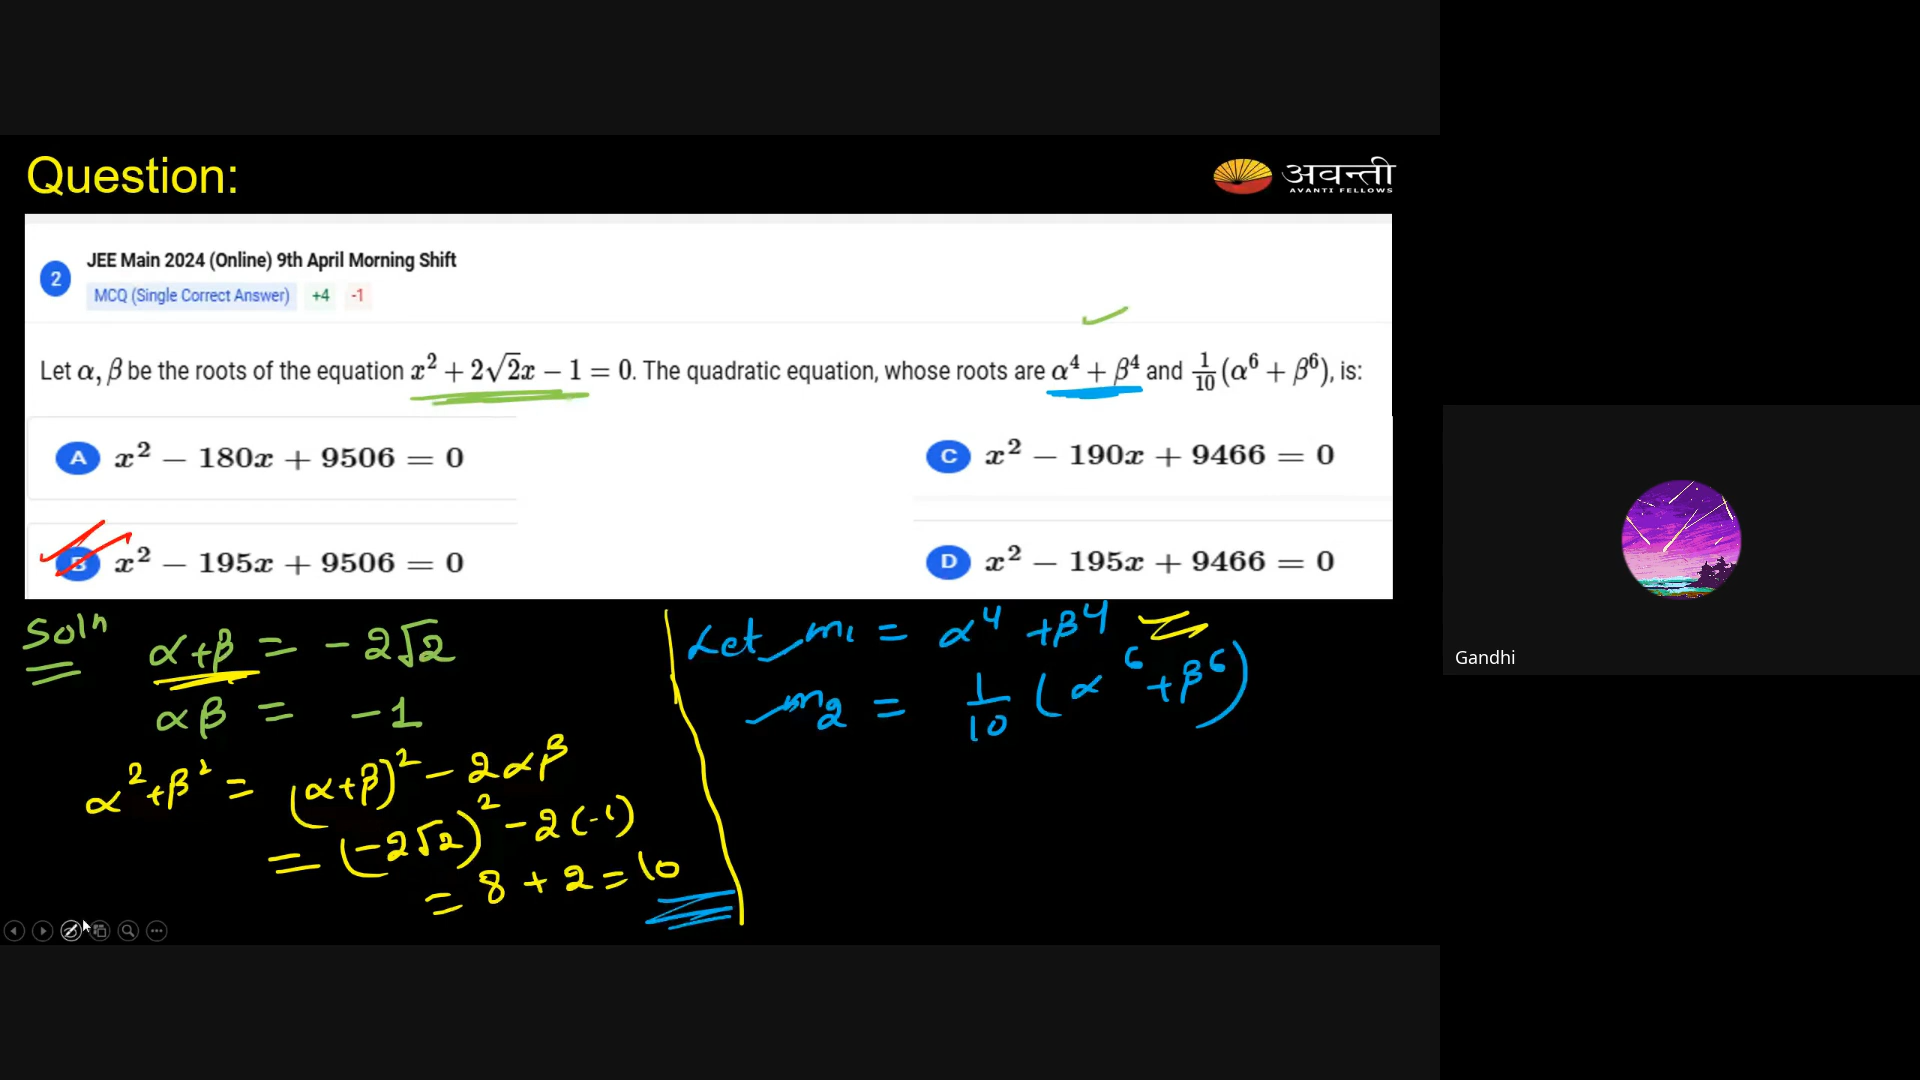 Question:
अवन्ती
AVANTI FELLOWS
2
JEE Main 2024 (Online) 9th April Morning Shift
MCQ (Single Correct Answer) +4 -1
Let α, β be the roots of the equation x² + 2√2x − 1 = 0. The quadratic equation, whose roots are α⁴ + β⁴ and 1/10(α⁶ + β⁶), is:
A x² − 180x + 9506 = 0
C x² − 190x + 9466 = 0
B x² − 195x + 9506 = 0
D x² − 195x + 9466 = 0
Soln
α+β = -2√2
αβ = -1
α²+β² = (α+β)² - 2αβ
= (-2√2)² - 2(-1)
= 8 + 2 = 10
Let m₁ = α⁴ + β⁴
m₂ = 1/10 (α⁶ + β⁶)
Gandhi